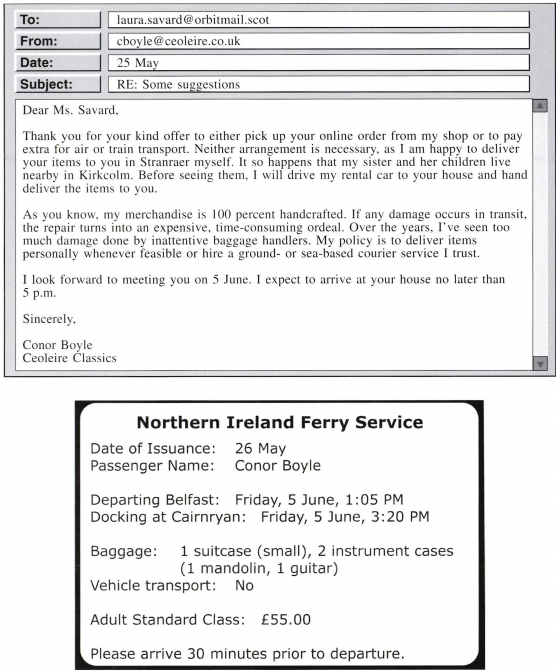 To: laura.savard@orbitmail.scot
From: cboyle@ceoleire.co.uk
Date: 25 May
Subject: RE: Some suggestions
Dear Ms. Savard,
Thank you for your kind offer to either pick up your online order from my shop or to pay
extra for air or train transport. Neither arrangement is necessary, as I am happy to deliver
your items to you in Stranraer myself. It so happens that my sister and her children live
nearby in Kirkcolm. Before seeing them, I will drive my rental car to your house and hand
deliver the items to you.
As you know, my merchandise is 100 percent handcrafted. If any damage occurs in transit,
the repair turns into an expensive, time-consuming ordeal. Over the years, I've seen too
much damage done by inattentive baggage handlers. My policy is to deliver items
personally whenever feasible or hire a ground- or sea-based courier service I trust.
I look forward to meeting you on 5 June. I expect to arrive at your house no later than
5 p.m.
Sincerely,
Conor Boyle
Ceoleire Classics
Northern Ireland Ferry Service
Date of Issuance: 26 May
Passenger Name: Conor Boyle
Departing Belfast: Friday, 5 June, 1:05 PM
Docking at Cairnryan: Friday, 5 June, 3:20 PM
Baggage: 1 suitcase (small), 2 instrument cases
(1 mandolin, 1 guitar)
Vehicle transport: No
Adult Standard Class: £55.00
Please arrive 30 minutes prior to departure.